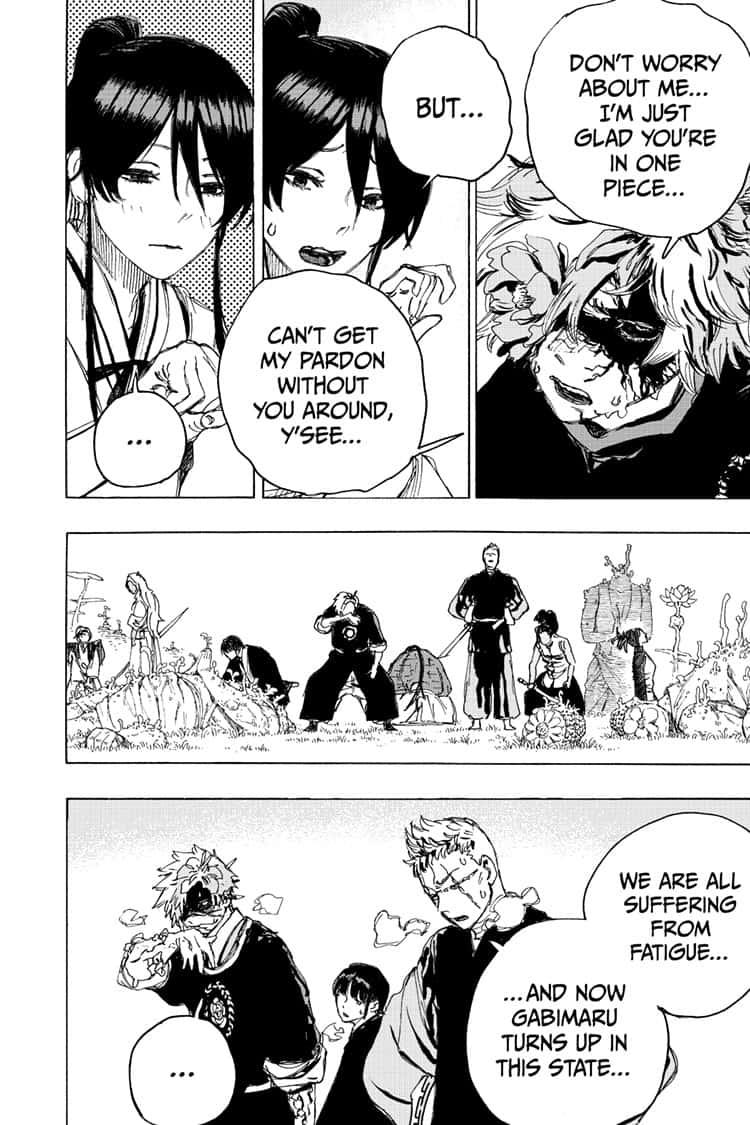 DON'T WORRY
ABOUT ME...
I'M JUST
GLAD YOU'RE
IN ONE
PIECE...
BUT...
CAN'T GET
MY PARDON
WITHOUT
YOU AROUND,
Y'SEE...
...
WE ARE ALL
SUFFERING
FROM
FATIGUE...
...AND NOW
GABIMARU
TURNS UP IN
THIS STATE...
...